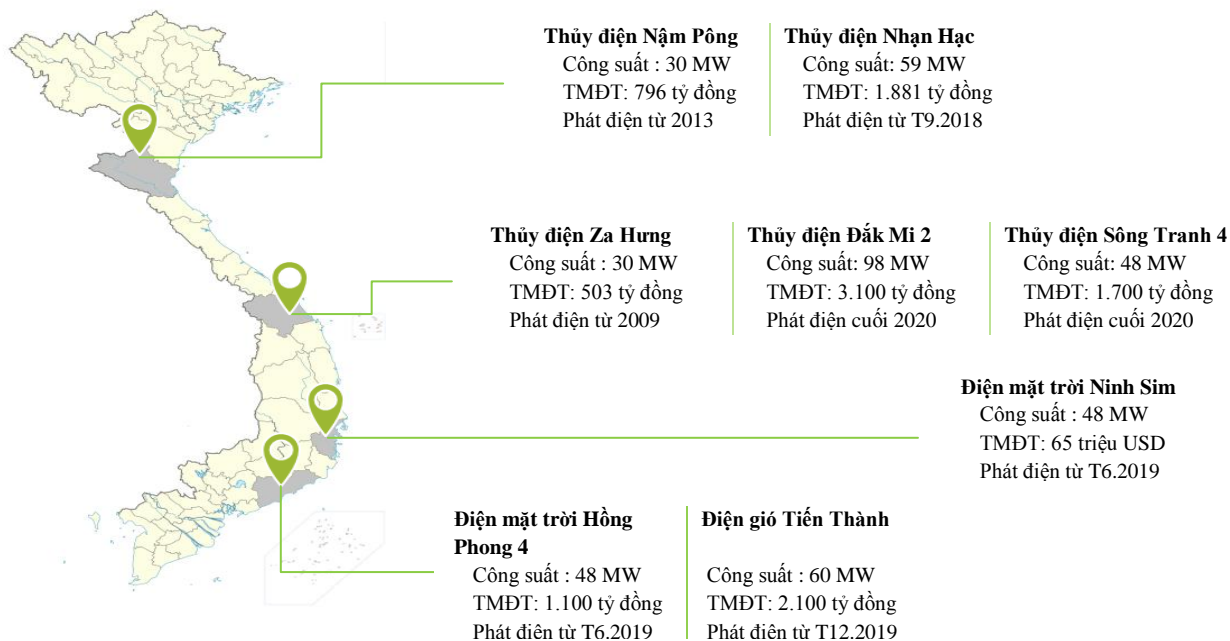 Thủy điện Nậm Pông
Công suất : 30 MW
TMĐT: 796 tỷ đồng
Phát điện từ 2013
Thủy điện Nhạn Hạc
Công suất: 59 MW
TMĐT: 1.881 tỷ đồng
Phát điện từ T9.2018
Thủy điện Za Hưng
Công suất : 30 MW
TMĐT: 503 tỷ đồng
Phát điện từ 2009
Thủy điện Đắk Mi 2
Công suất: 98 MW
TMĐT: 3.100 tỷ đồng
Phát điện cuối 2020
Thủy điện Sông Tranh 4
Công suất: 48 MW
TMĐT: 1.700 tỷ đồng
Phát điện cuối 2020
Điện mặt trời Ninh Sim
Công suất : 48 MW
TMĐT: 65 triệu USD
Phát điện từ T6.2019
Điện mặt trời Hồng
Phong 4
Công suất : 48 MW
TMĐT: 1.100 tỷ đồng
Phát điện từ T6.2019
Điện gió Tiến Thành
Công suất : 60 MW
TMĐT: 2.100 tỷ đồng
Phát điện từ T12.2019